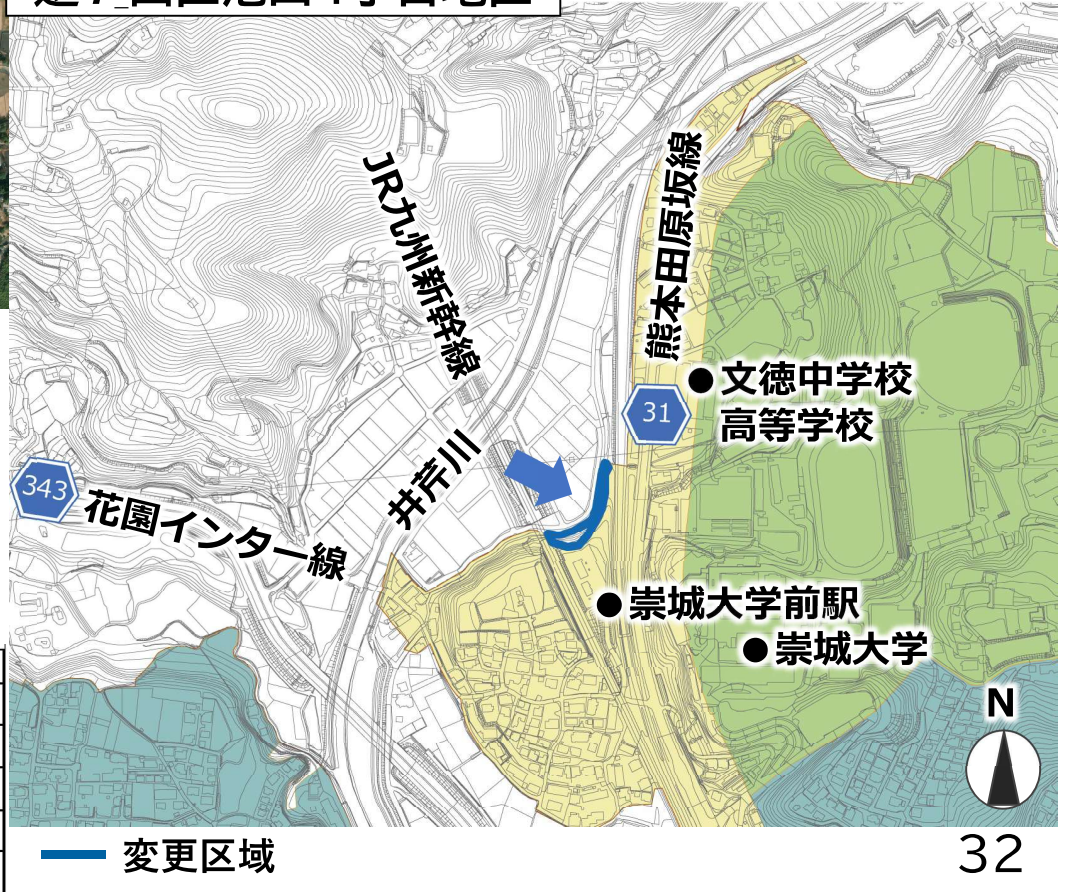 JR九州新幹線
熊本田原坂線
文徳中学校
高等学校
31
井芹川
343
花園インター線
崇城大学前駅
崇城大学
N
変更区域
32